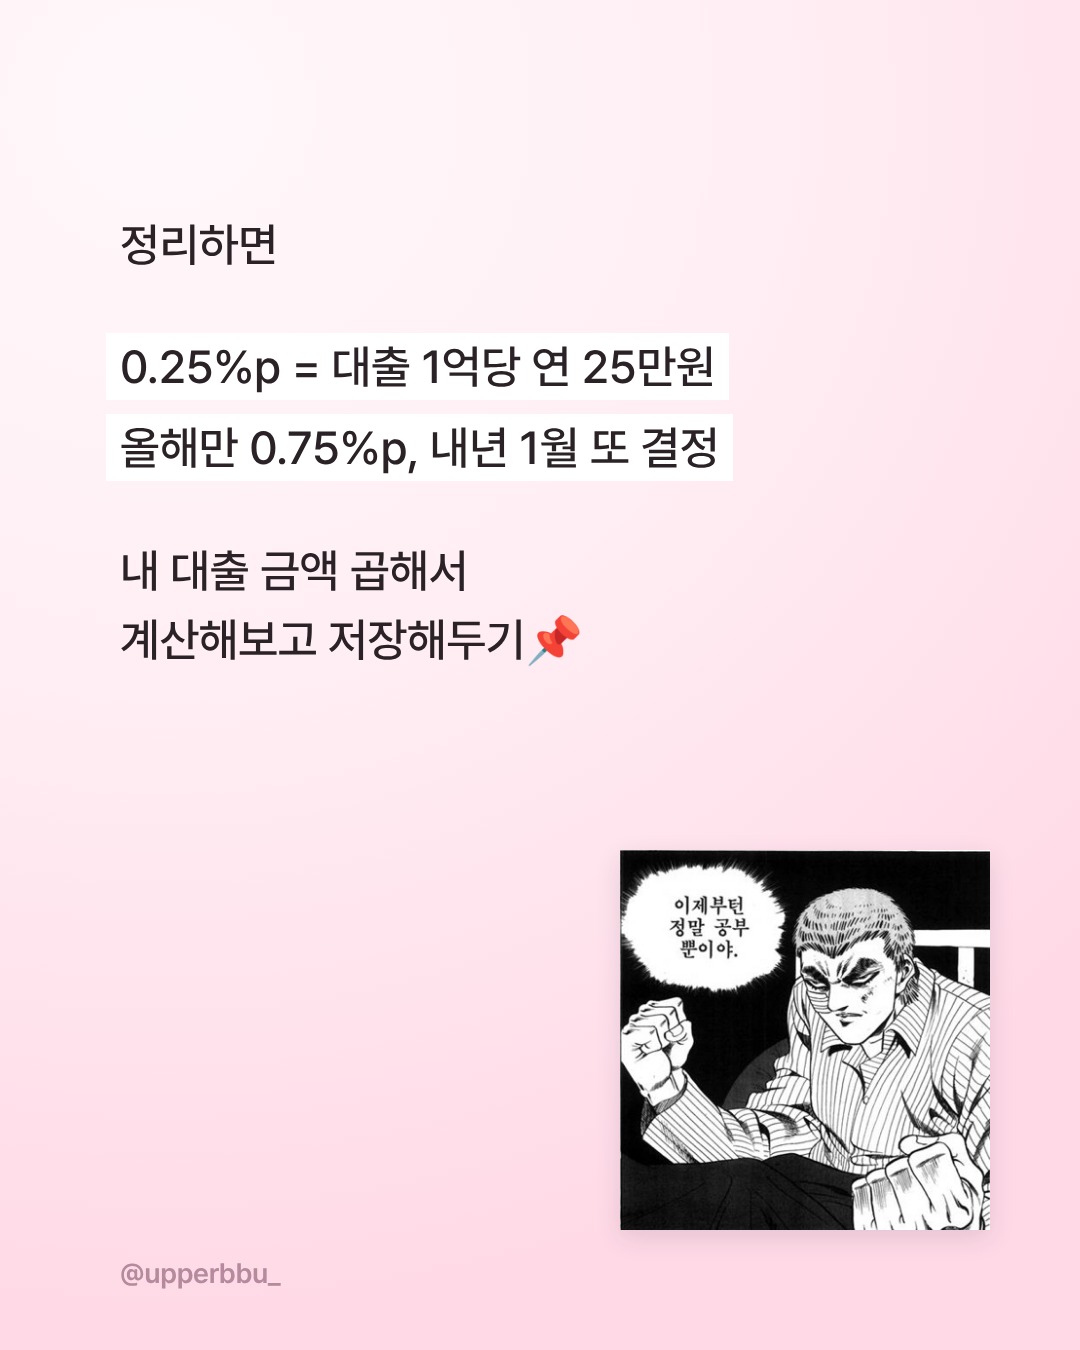 정리하면
0.25%p = 대출 1억당 연 25만원
올해만 0.75%p, 내년 1월 또 결정
내 대출 금액 곱해서
계산해보고 저장해두기📌
이제부턴
정말 공부
뿐이야.
@upperbbu_